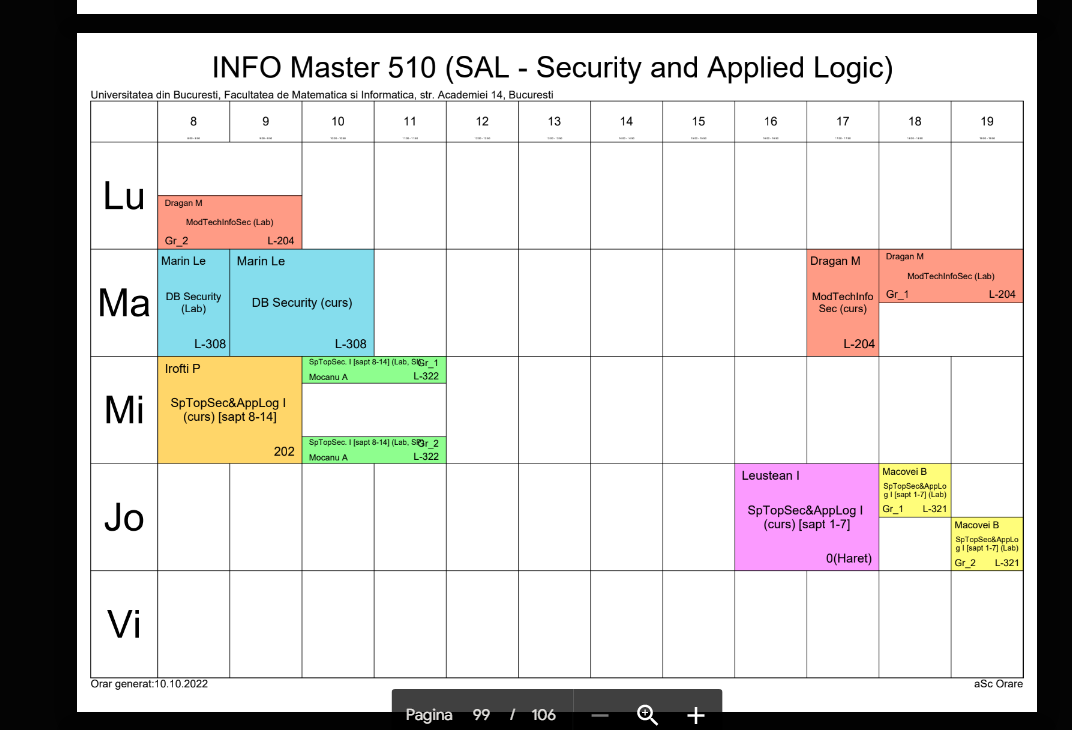 INFO Master 510 (SAL - Security and Applied Logic)
Universitatea din Bucuresti, Facultatea de Matematica si Informatica, str. Academiei 14, Bucuresti
8 9 10 11 12 13 14 15 16 17 18 19
Lu
Dragan M
ModTechInfoSec (Lab)
Gr_2 L-204
Ma
Marin Le
DB Security
(Lab)
L-308
Marin Le
DB Security (curs)
L-308
Dragan M
ModTechInfo
Sec (curs)
L-204
Dragan M
ModTechInfoSec (Lab)
Gr_1 L-204
Mi
Irofti P
SpTopSec&AppLog I
(curs) [sapt 8-14]
202
SpTopSec. I [sapt 8-14] (Lab, Gr_1
Mocanu A L-322
SpTopSec. I [sapt 8-14] (Lab, Gr_2
Mocanu A L-322
Jo
Leustean I
SpTopSec&AppLog I
(curs) [sapt 1-7]
0(Haret)
Macovei B
SpTopSec&AppLo
g I [sapt 1-7] (Lab)
Gr_1 L-321
Macovei B
SpTopSec&AppLo
g I [sapt 1-7] (Lab)
Gr_2 L-321
Vi
Orar generat:10.10.2022 aSc Orare
Pagina 99 / 106